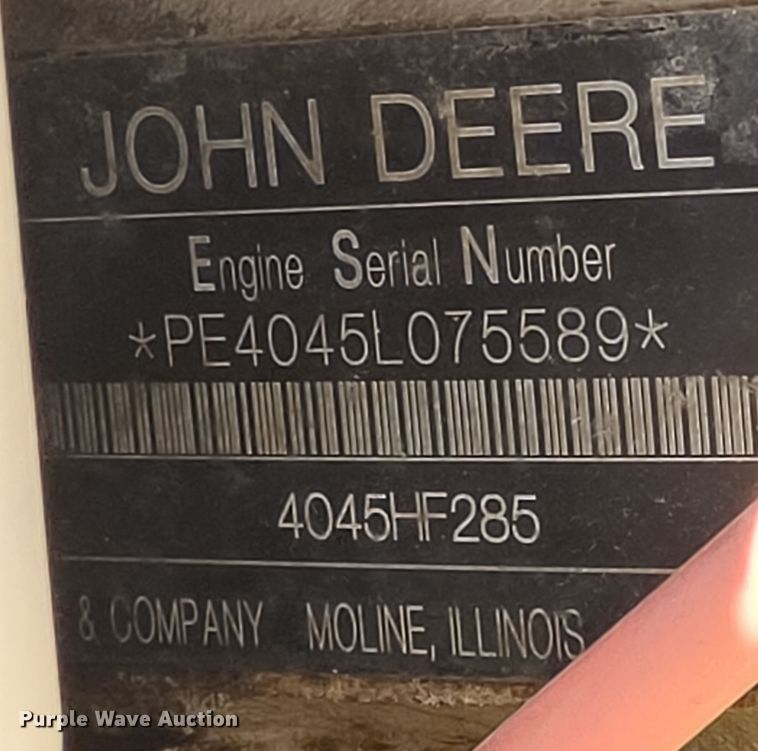 JOHN DEERE
Engine Serial Number
*PE4045L075589*
4045HF285
& COMPANY MOLINE, ILLINOIS
Purple Wave Auction